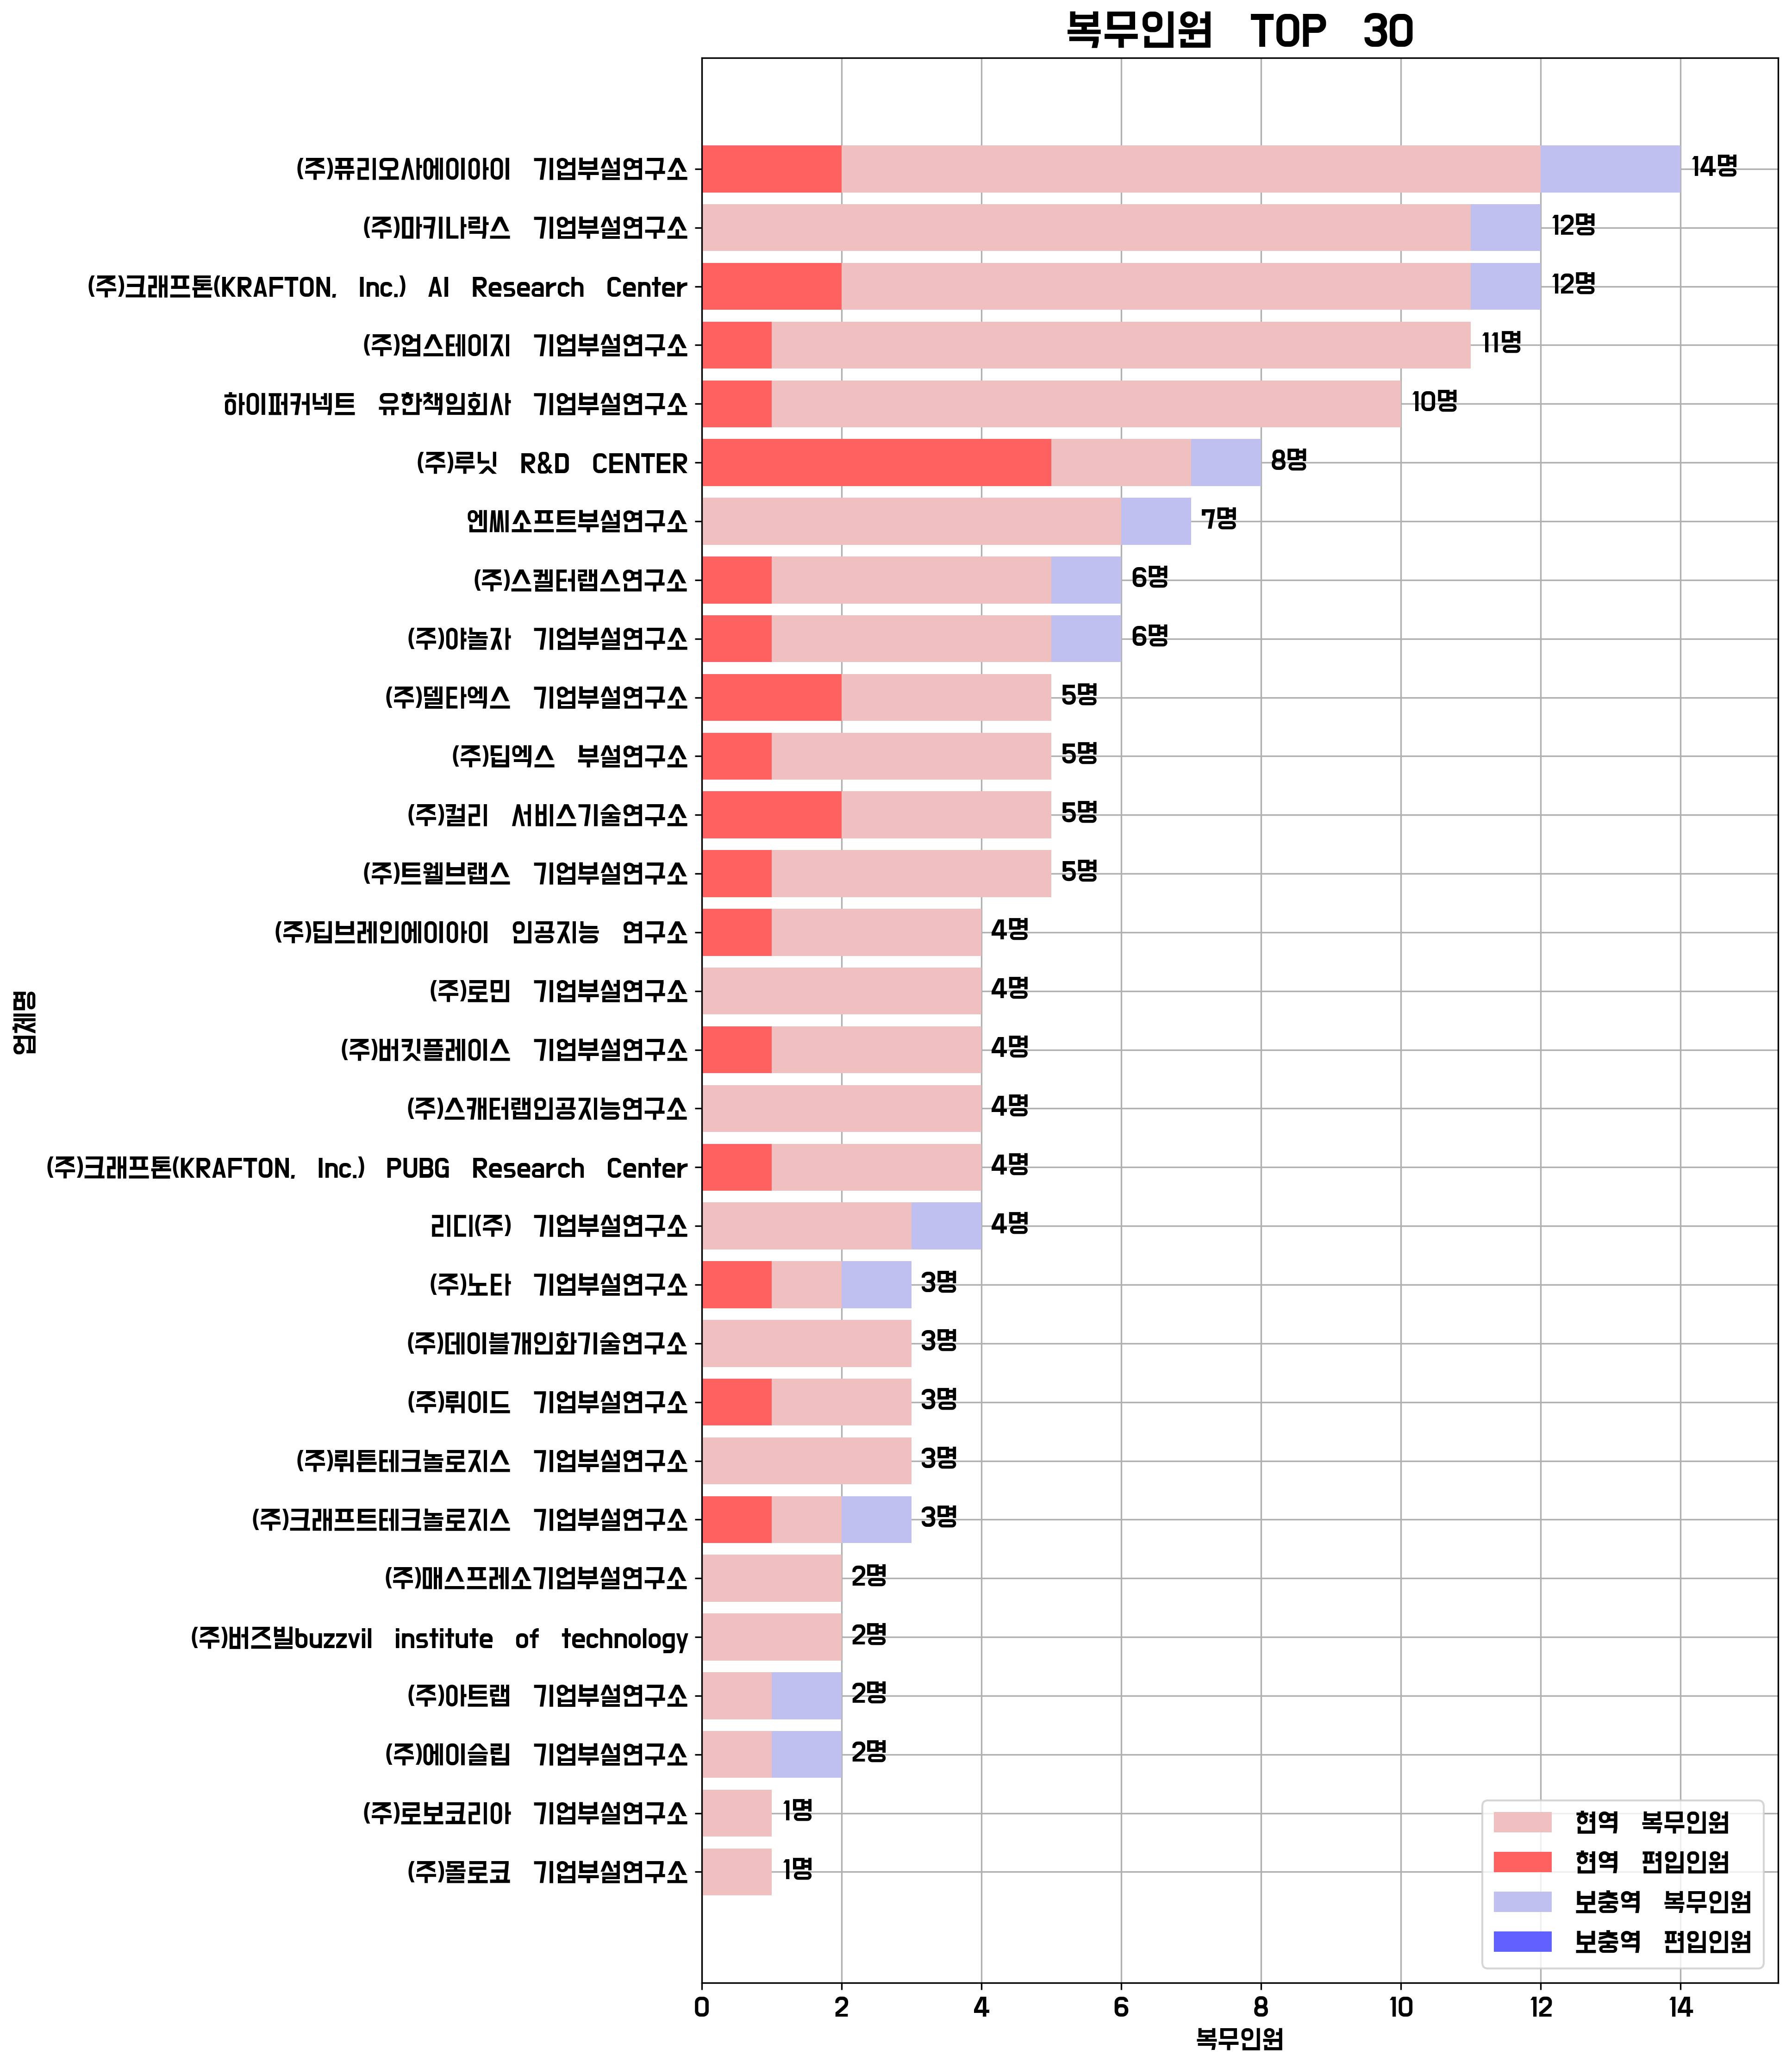 복무인원 TOP 30
(주)퓨리오사에이아이 기업부설연구소 14명
(주)마키나락스 기업부설연구소 12명
(주)크래프톤(KRAFTON, Inc.) AI Research Center 12명
(주)업스테이지 기업부설연구소 11명
하이퍼커넥트 유한책임회사 기업부설연구소 10명
(주)루닛 R&D CENTER 8명
엔씨소프트부설연구소 7명
(주)스켈터랩스연구소 6명
(주)야놀자 기업부설연구소 6명
(주)델타엑스 기업부설연구소 5명
(주)딥엑스 부설연구소 5명
(주)컬리 서비스기술연구소 5명
(주)트웰브랩스 기업부설연구소 5명
(주)딥브레인에이아이 인공지능 연구소 4명
(주)로민 기업부설연구소 4명
(주)버킷플레이스 기업부설연구소 4명
(주)스캐터랩인공지능연구소 4명
(주)크래프톤(KRAFTON, Inc.) PUBG Research Center 4명
리디(주) 기업부설연구소 4명
(주)노타 기업부설연구소 3명
(주)데이블개인화기술연구소 3명
(주)뤼이드 기업부설연구소 3명
(주)뤼튼테크놀로지스 기업부설연구소 3명
(주)크래프트테크놀로지스 기업부설연구소 3명
(주)매스프레소기업부설연구소 2명
(주)버즈빌buzzvil institute of technology 2명
(주)아트랩 기업부설연구소 2명
(주)에이슬립 기업부설연구소 2명
(주)로보코리아 기업부설연구소 1명
(주)몰로코 기업부설연구소 1명
업체명
현역 복무인원
현역 편입인원
보충역 복무인원
보충역 편입인원
0 2 4 6 8 10 12 14
복무인원